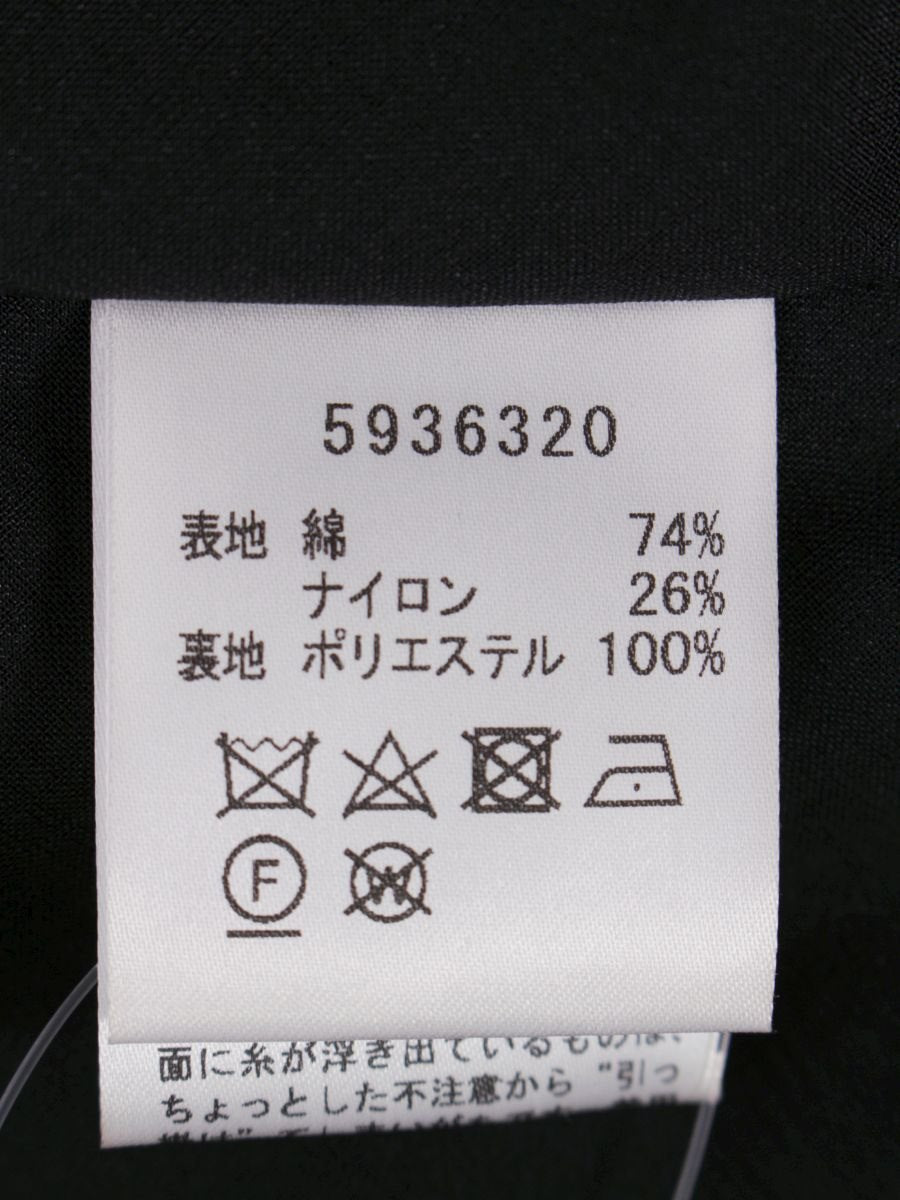 5936320
表地 綿 74%
ナイロン 26%
裏地 ポリエステル 100%
F
W
面に糸が浮き出ているものは、
ちょっとした不注意から "引っ